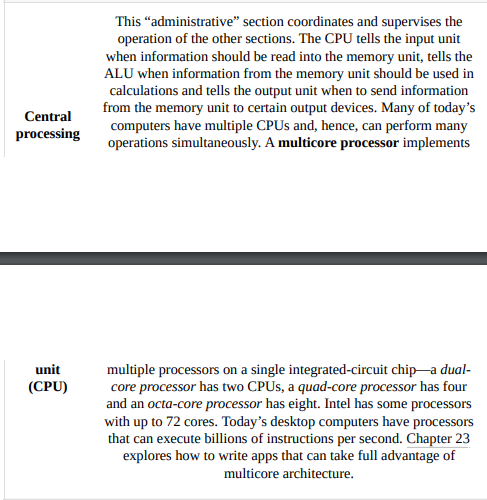 This “administrative” section coordinates and supervises the
operation of the other sections. The CPU tells the input unit
when information should be read into the memory unit, tells the
ALU when information from the memory unit should be used in
calculations and tells the output unit when to send information
from the memory unit to certain output devices. Many of today’s
computers have multiple CPUs and, hence, can perform many
operations simultaneously. A multicore processor implements
Central
processing
unit
(CPU)
multiple processors on a single integrated-circuit chip—a dual-
core processor has two CPUs, a quad-core processor has four
and an octa-core processor has eight. Intel has some processors
with up to 72 cores. Today’s desktop computers have processors
that can execute billions of instructions per second. Chapter 23
explores how to write apps that can take full advantage of
multicore architecture.